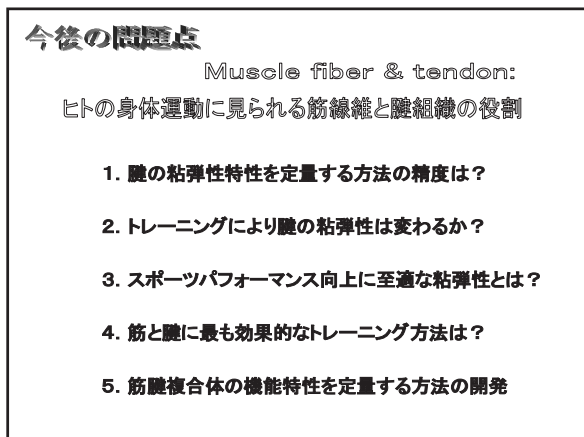 今後の問題点
Muscle fiber & tendon:
ヒトの身体運動に見られる筋線維と腱組織の役割
1. 腱の粘弾性特性を定量する方法の精度は？
2. トレーニングにより腱の粘弾性は変わるか？
3. スポーツパフォーマンス向上に至適な粘弾性とは？
4. 筋と腱に最も効果的なトレーニング方法は？
5. 筋腱複合体の機能特性を定量する方法の開発